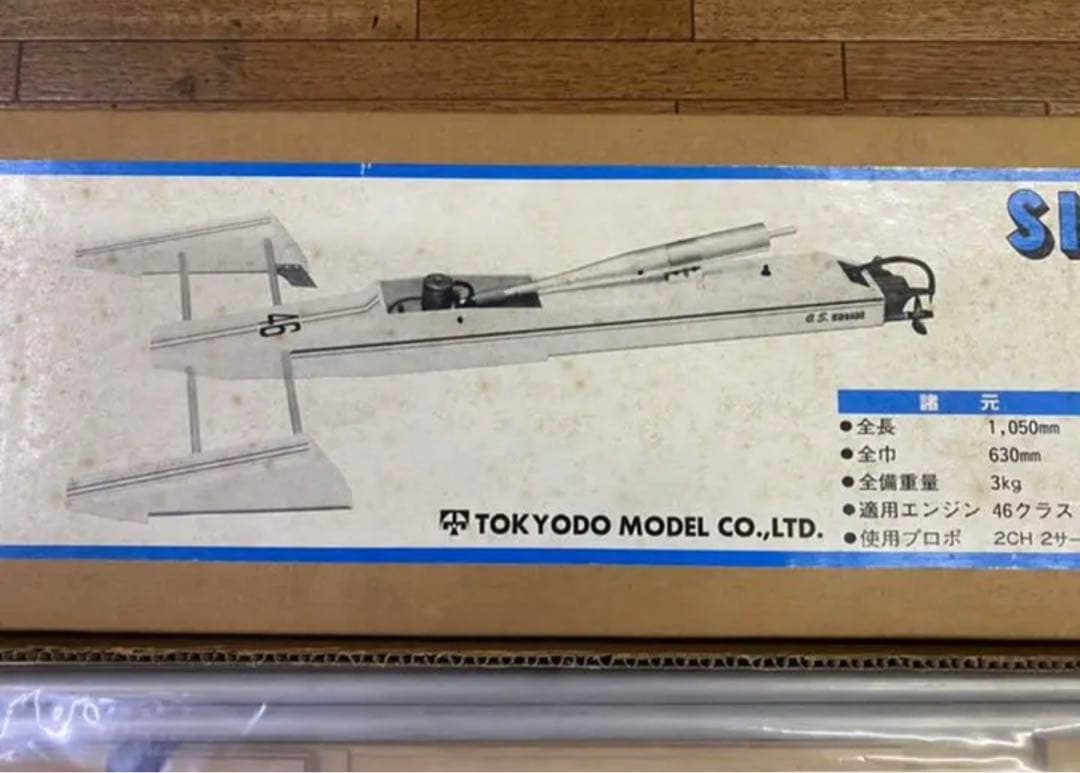 SI
46
O.S. ENGINE
諸元
●全長 1,050mm
●全巾 630mm
●全備重量 3kg
●適用エンジン 46クラス
●使用プロポ 2CH 2サー
TOKYODO MODEL CO.,LTD.